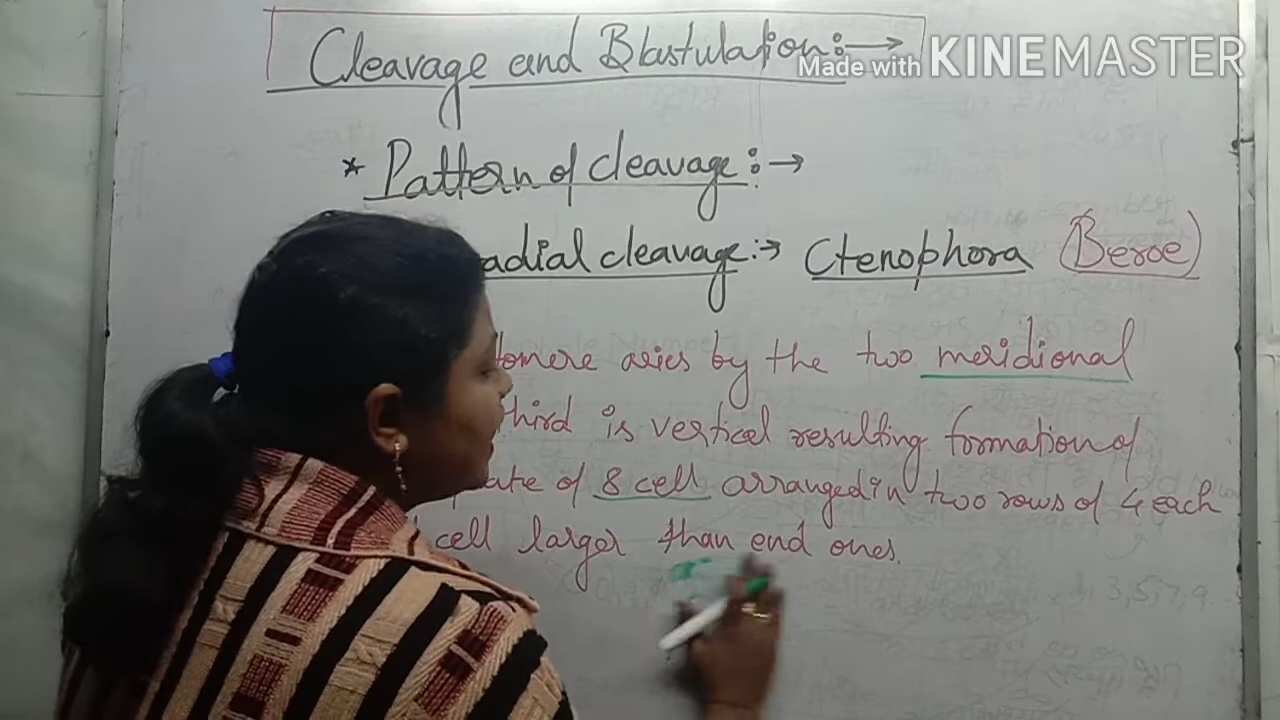 Cleavage and Blastulation:→
Made with KINEMASTER
* Pattern of cleavage:→
adial cleavage:→ Ctenophora (Beroe)
tomere aries by the two meridional
third is vertical resulting formation of
ate of 8 cell arranged in two rows of 4 each
cell larger than end ones.